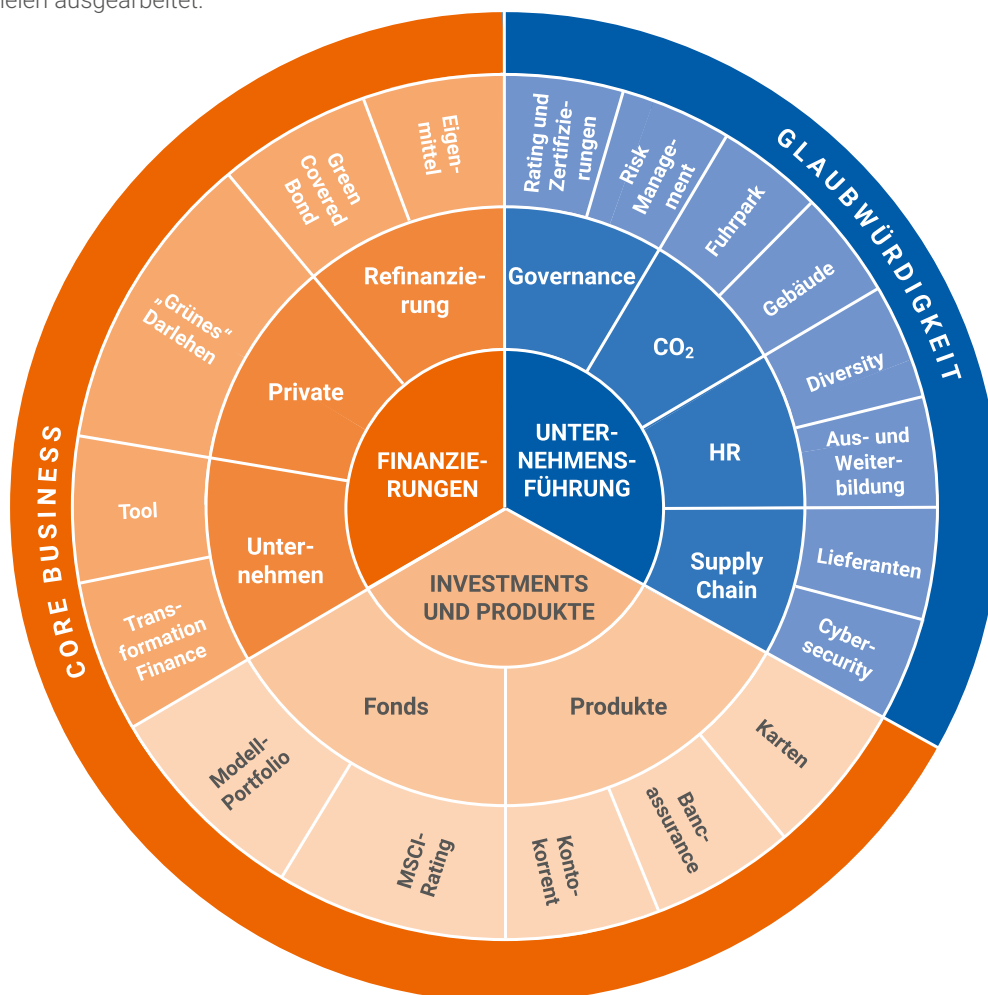 GLAUBWÜRDIGKEIT
CORE BUSINESS
UNTER-
NEHMENS-
FÜHRUNG
Governance
Rating und
Zertifizie-
rungen
Risk
Manage-
ment
CO₂
Fuhrpark
Gebäude
HR
Diversity
Aus- und
Weiter-
bildung
Supply
Chain
Lieferanten
Cyber-
security
INVESTMENTS
UND PRODUKTE
Produkte
Karten
Banc-
assurance
Konto-
korrent
Fonds
MSCI-
Rating
Modell-
Portfolio
FINANZIE-
RUNGEN
Unter-
nehmen
Trans-
formation
Finance
Tool
Private
„Grünes“
Darlehen
Refinanzie-
rung
Green
Covered
Bond
Eigen-
mittel
ausgearbeitet.